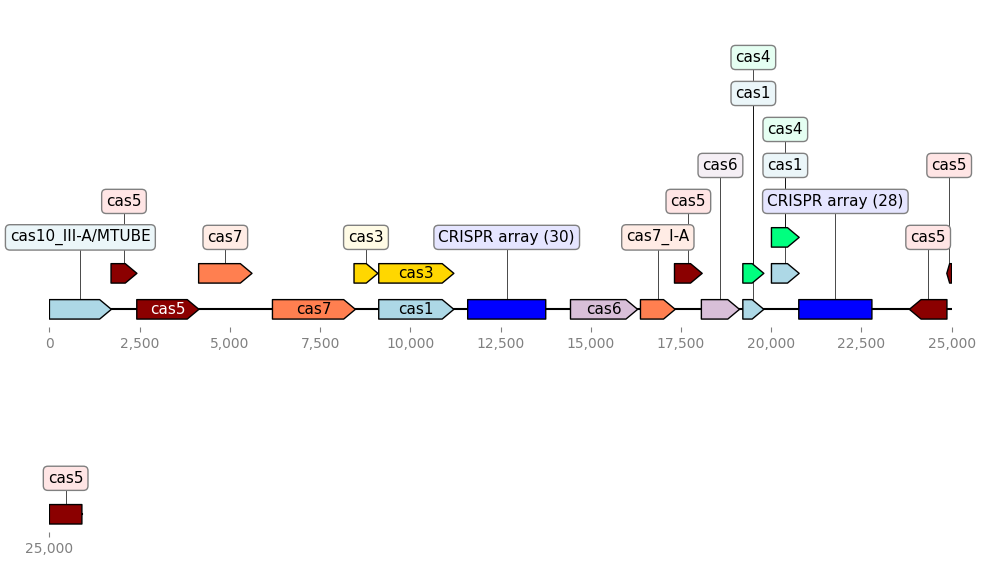 cas4
cas1
cas4
cas6 cas1 cas5
cas5 cas5 CRISPR array (28)
cas10_III-A/MTUBE cas7 cas3 CRISPR array (30) cas7_I-A cas5
cas3
cas5 cas7 cas1 cas6
0 2,500 5,000 7,500 10,000 12,500 15,000 17,500 20,000 22,500 25,000
cas5
25,000